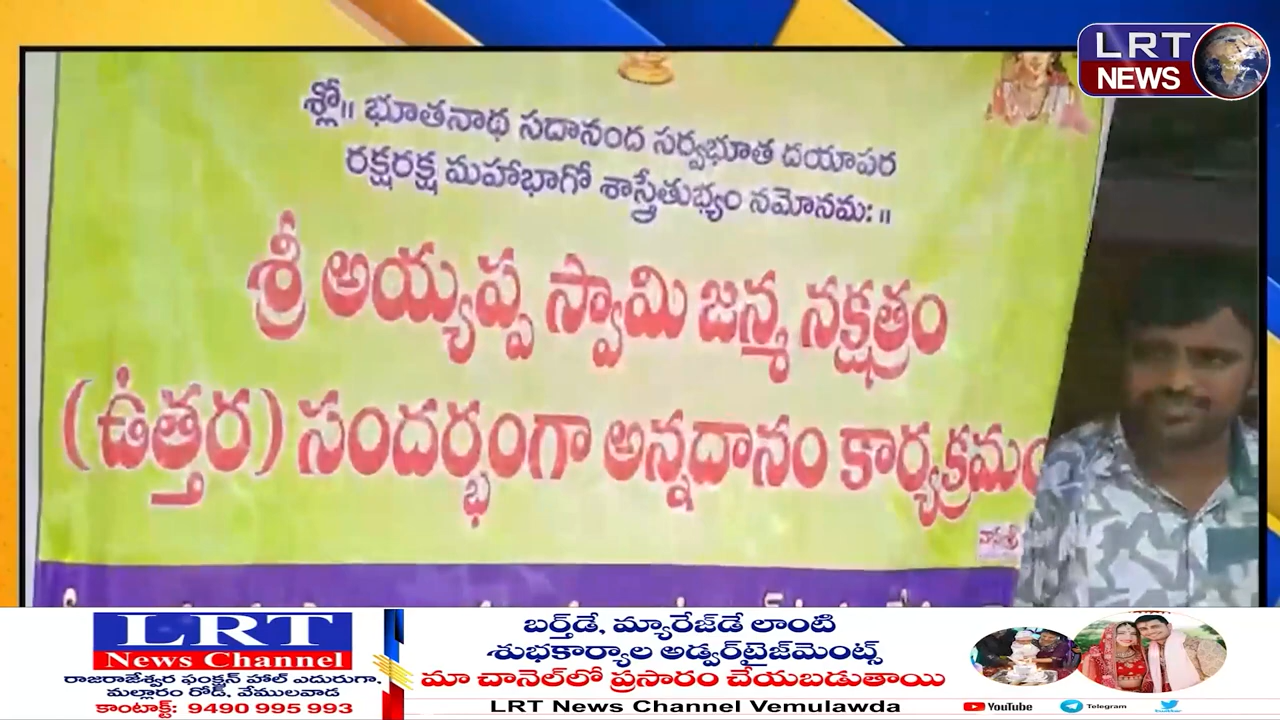 LRT
NEWS
శ్లో॥ భూతనాథ సదానంద సర్వభూత దయాపర
రక్షరక్ష మహాభాగో శాస్త్రేతుభ్యం నమోనమః॥
శ్రీ అయ్యప్ప స్వామి జన్మ నక్షత్రం
(ఉత్తర) సందర్భంగా అన్నదానం కార్యక్రమం
LRT
News Channel
రాజరాజేశ్వర ఫంక్షన్ హాల్ ఎదురుగా,
మల్లారం రోడ్, వేములవాడ
కాంటాక్ట్: 9490 995 993
బర్త్‌డే, మ్యారేజ్‌డే లాంటి
శుభకార్యాల అడ్వర్‌టైజ్‌మెంట్స్
మా చానెల్‌లో ప్రసారం చేయబడుతాయి
LRT News Channel Vemulawda
YouTube
Telegram
twitter